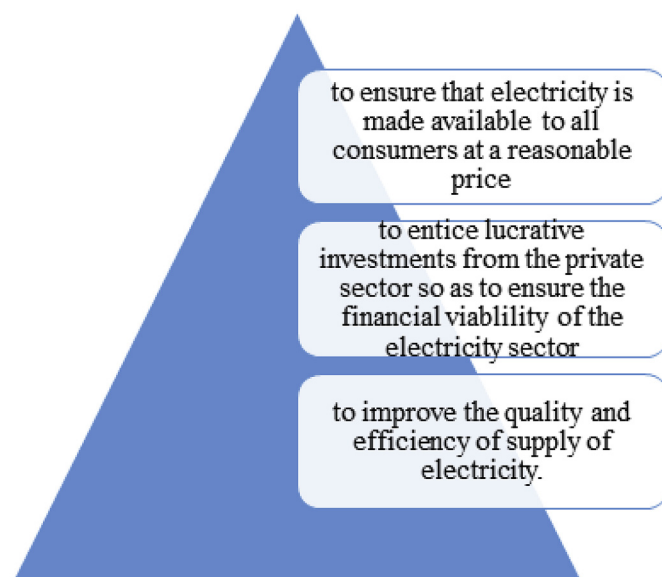 to ensure that electricity is
made available to all
consumers at a reasonable
price
to entice lucrative
investments from the private
sector so as to ensure the
financial viablility of the
electricity sector
to improve the quality and
efficiency of supply of
electricity.